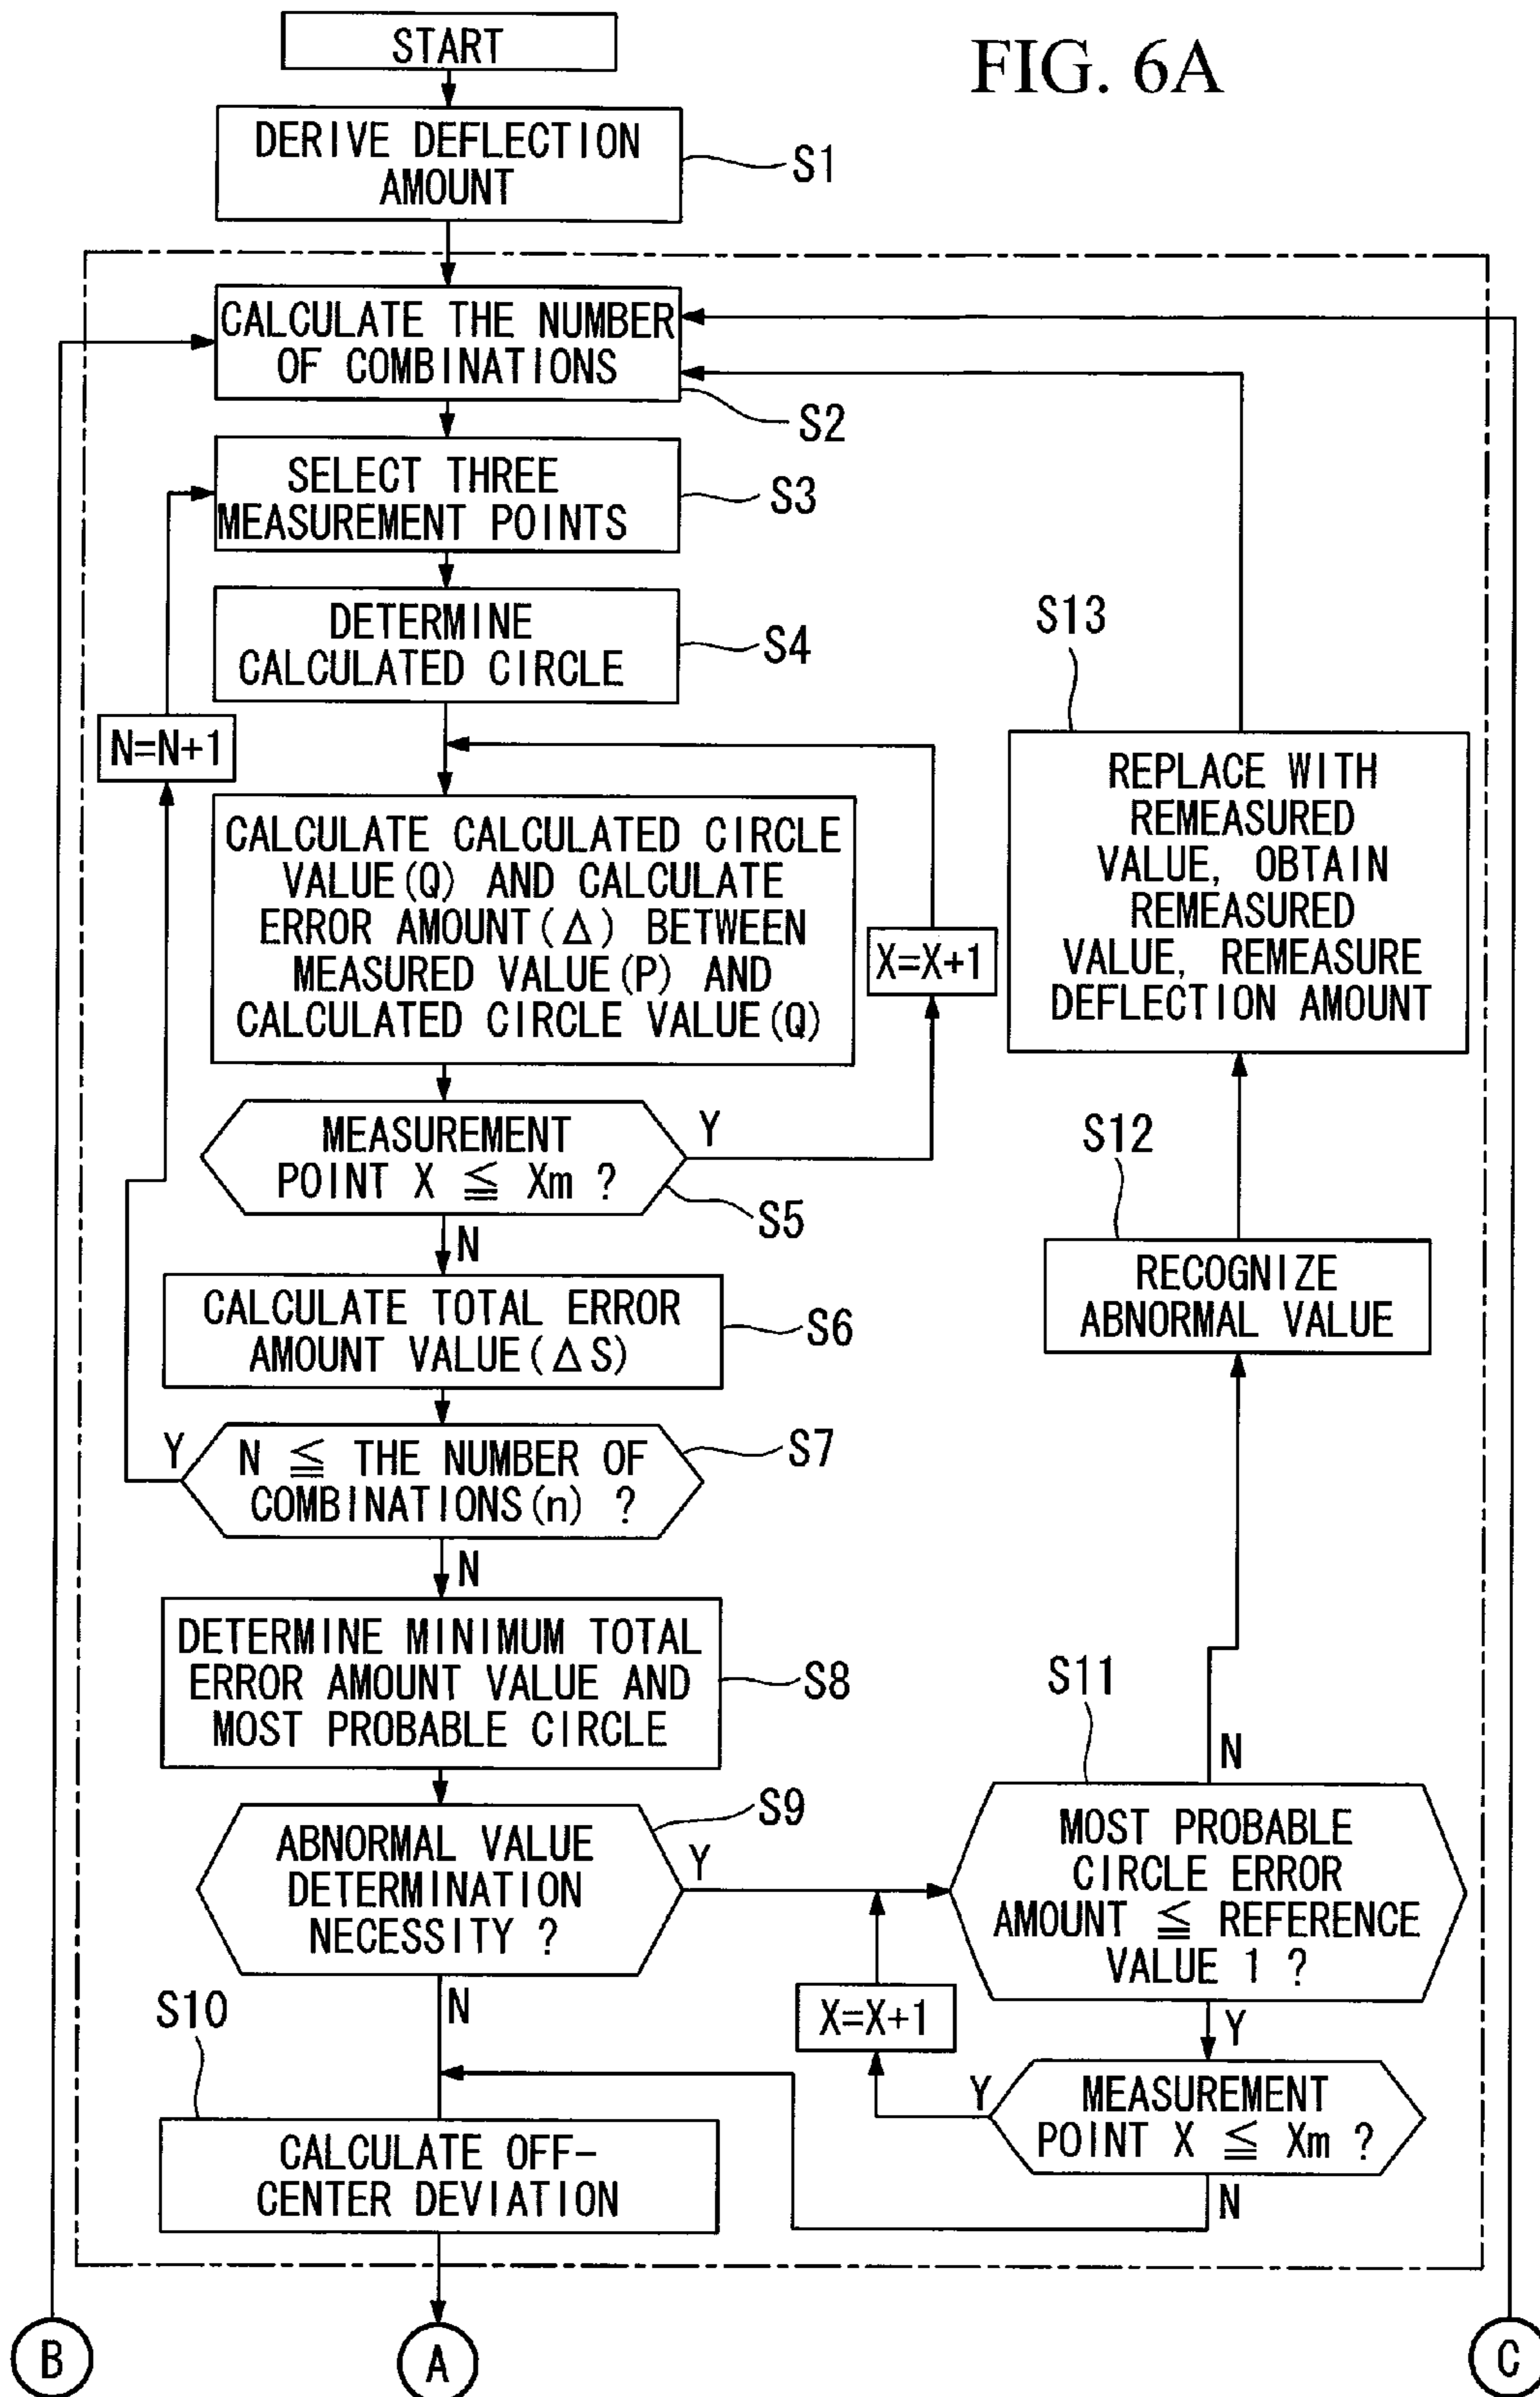 FIG. 6A
START
DERIVE DEFLECTION
AMOUNT
S1
CALCULATE THE NUMBER
OF COMBINATIONS
S2
SELECT THREE
MEASUREMENT POINTS
S3
DETERMINE
CALCULATED CIRCLE
S4
N=N+1
CALCULATE CALCULATED CIRCLE
VALUE(Q) AND CALCULATE
ERROR AMOUNT(Δ) BETWEEN
MEASURED VALUE(P) AND
CALCULATED CIRCLE VALUE(Q)
X=X+1
MEASUREMENT
POINT X ≦ Xm ?
Y
S5
N
CALCULATE TOTAL ERROR
AMOUNT VALUE(ΔS)
S6
Y
N ≦ THE NUMBER OF
COMBINATIONS(n) ?
S7
N
DETERMINE MINIMUM TOTAL
ERROR AMOUNT VALUE AND
MOST PROBABLE CIRCLE
S8
ABNORMAL VALUE
DETERMINATION
NECESSITY ?
S9
Y
N
S10
CALCULATE OFF-
CENTER DEVIATION
S13
REPLACE WITH
REMEASURED
VALUE, OBTAIN
REMEASURED
VALUE, REMEASURE
DEFLECTION AMOUNT
S12
RECOGNIZE
ABNORMAL VALUE
S11
N
MOST PROBABLE
CIRCLE ERROR
AMOUNT ≦ REFERENCE
VALUE 1 ?
Y
X=X+1
Y
MEASUREMENT
POINT X ≦ Xm ?
N
B
A
C